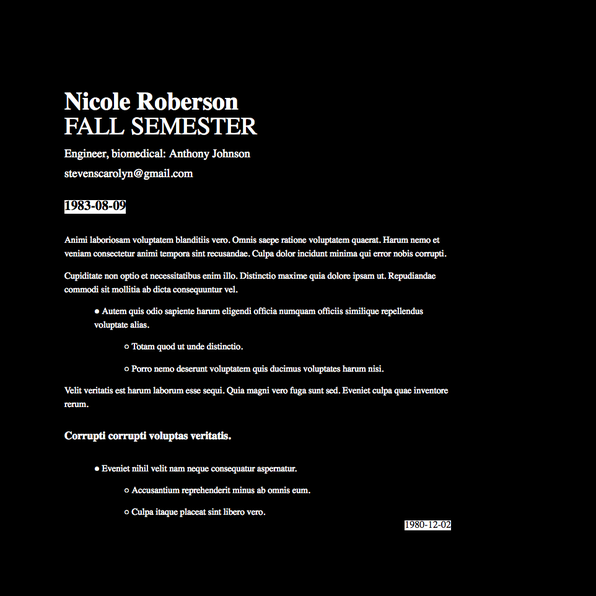 Nicole Roberson
FALL SEMESTER
Engineer, biomedical: Anthony Johnson
stevenscarolyn@gmail.com
1983-08-09
Animi laboriosam voluptatem blanditiis vero. Omnis saepe ratione voluptatem quaerat. Harum nemo et
veniam consectetur animi tempora sint recusandae. Culpa dolor incidunt minima qui error nobis corrupti.
Cupiditate non optio et necessitatibus enim illo. Distinctio maxime quia dolore ipsam ut. Repudiandae
commodi sit mollitia ab dicta consequuntur vel.
● Autem quis odio sapiente harum eligendi officia numquam officiis similique repellendus
voluptate alias.
○ Totam quod ut unde distinctio.
○ Porro nemo deserunt voluptatem quis ducimus voluptates harum nisi.
Velit veritatis est harum laborum esse sequi. Quia magni vero fuga sunt sed. Eveniet culpa quae inventore
rerum.
Corrupti corrupti voluptas veritatis.
● Eveniet nihil velit nam neque consequatur aspernatur.
○ Accusantium reprehenderit minus ab omnis eum.
○ Culpa itaque placeat sint libero vero.
1980-12-02